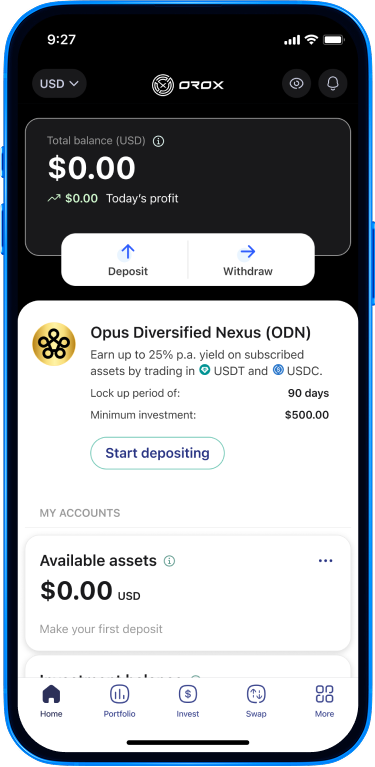 9:27
USD
OROX
Total balance (USD)
$0.00
$0.00 Today's profit
Deposit
Withdraw
Opus Diversified Nexus (ODN)
Earn up to 25% p.a. yield on subscribed
assets by trading in USDT and USDC.
Lock up period of: 90 days
Minimum investment: $500.00
Start depositing
MY ACCOUNTS
Available assets
$0.00 USD
Make your first deposit
Investment balance
Home
Portfolio
Invest
Swap
More